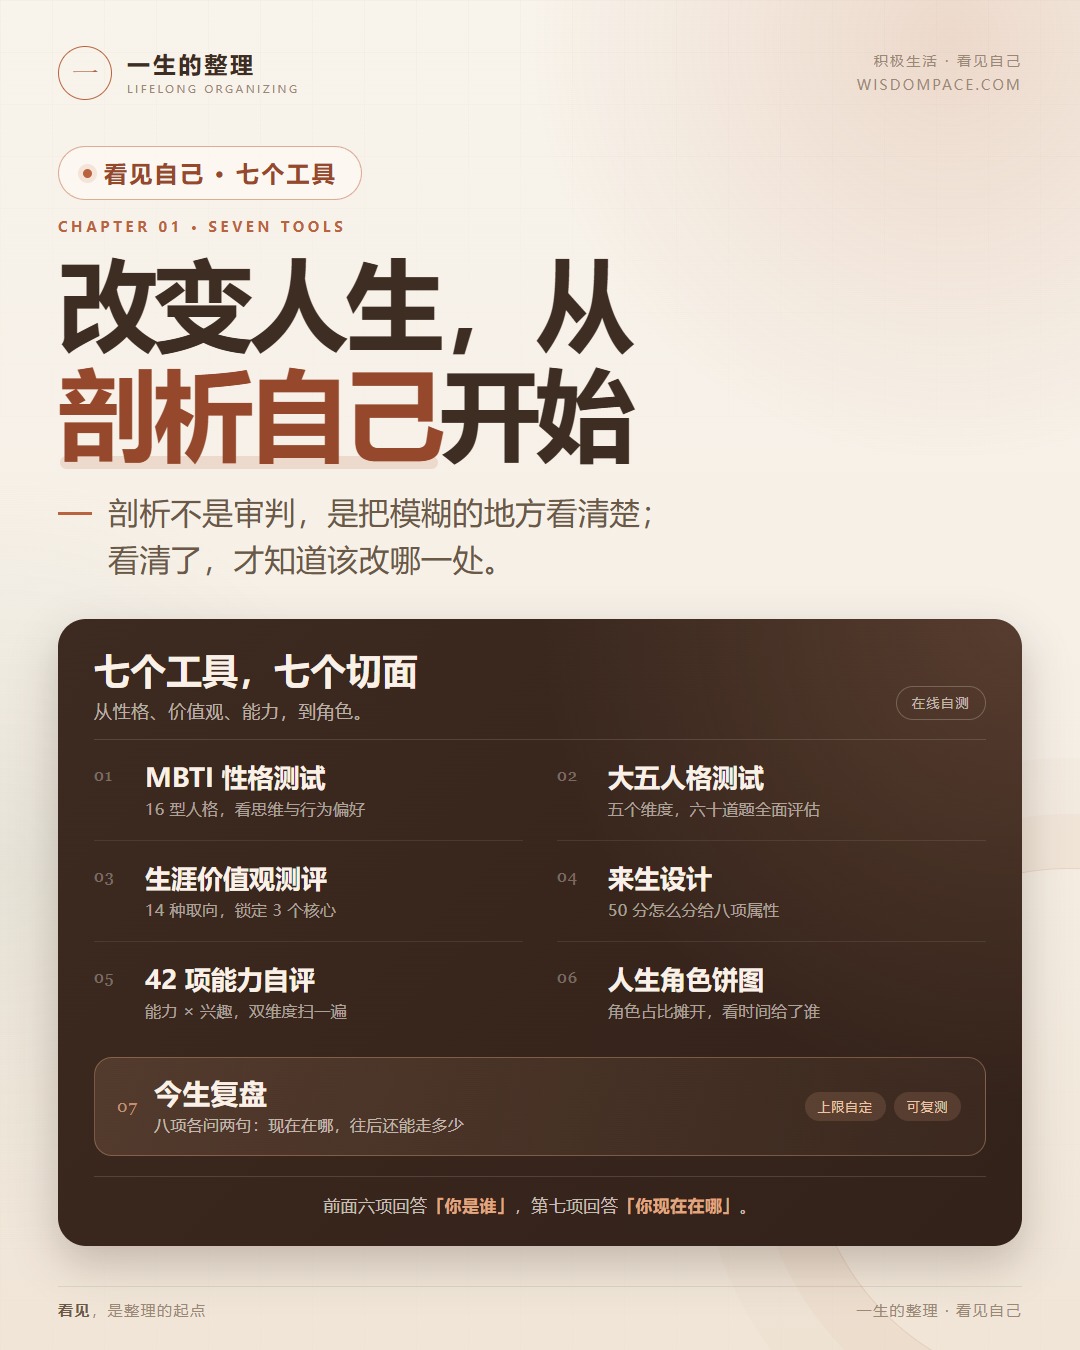 一
一生的整理
LIFELONG ORGANIZING
积极生活 · 看见自己
WISDOMPACE.COM
看见自己 · 七个工具
CHAPTER 01 • SEVEN TOOLS
改变人生，从
剖析自己开始
剖析不是审判，是把模糊的地方看清楚；
看清了，才知道该改哪一处。
七个工具，七个切面
从性格、价值观、能力，到角色。
在线自测
01
MBTI 性格测试
16 型人格，看思维与行为偏好
02
大五人格测试
五个维度，六十道题全面评估
03
生涯价值观测评
14 种取向，锁定 3 个核心
04
来生设计
50 分怎么分给八项属性
05
42 项能力自评
能力 × 兴趣，双维度扫一遍
06
人生角色饼图
角色占比摊开，看时间给了谁
07
今生复盘
八项各问两句：现在在哪，往后还能走多少
上限自定
可复测
前面六项回答「你是谁」，第七项回答「你现在在哪」。
看见，是整理的起点
一生的整理 · 看见自己